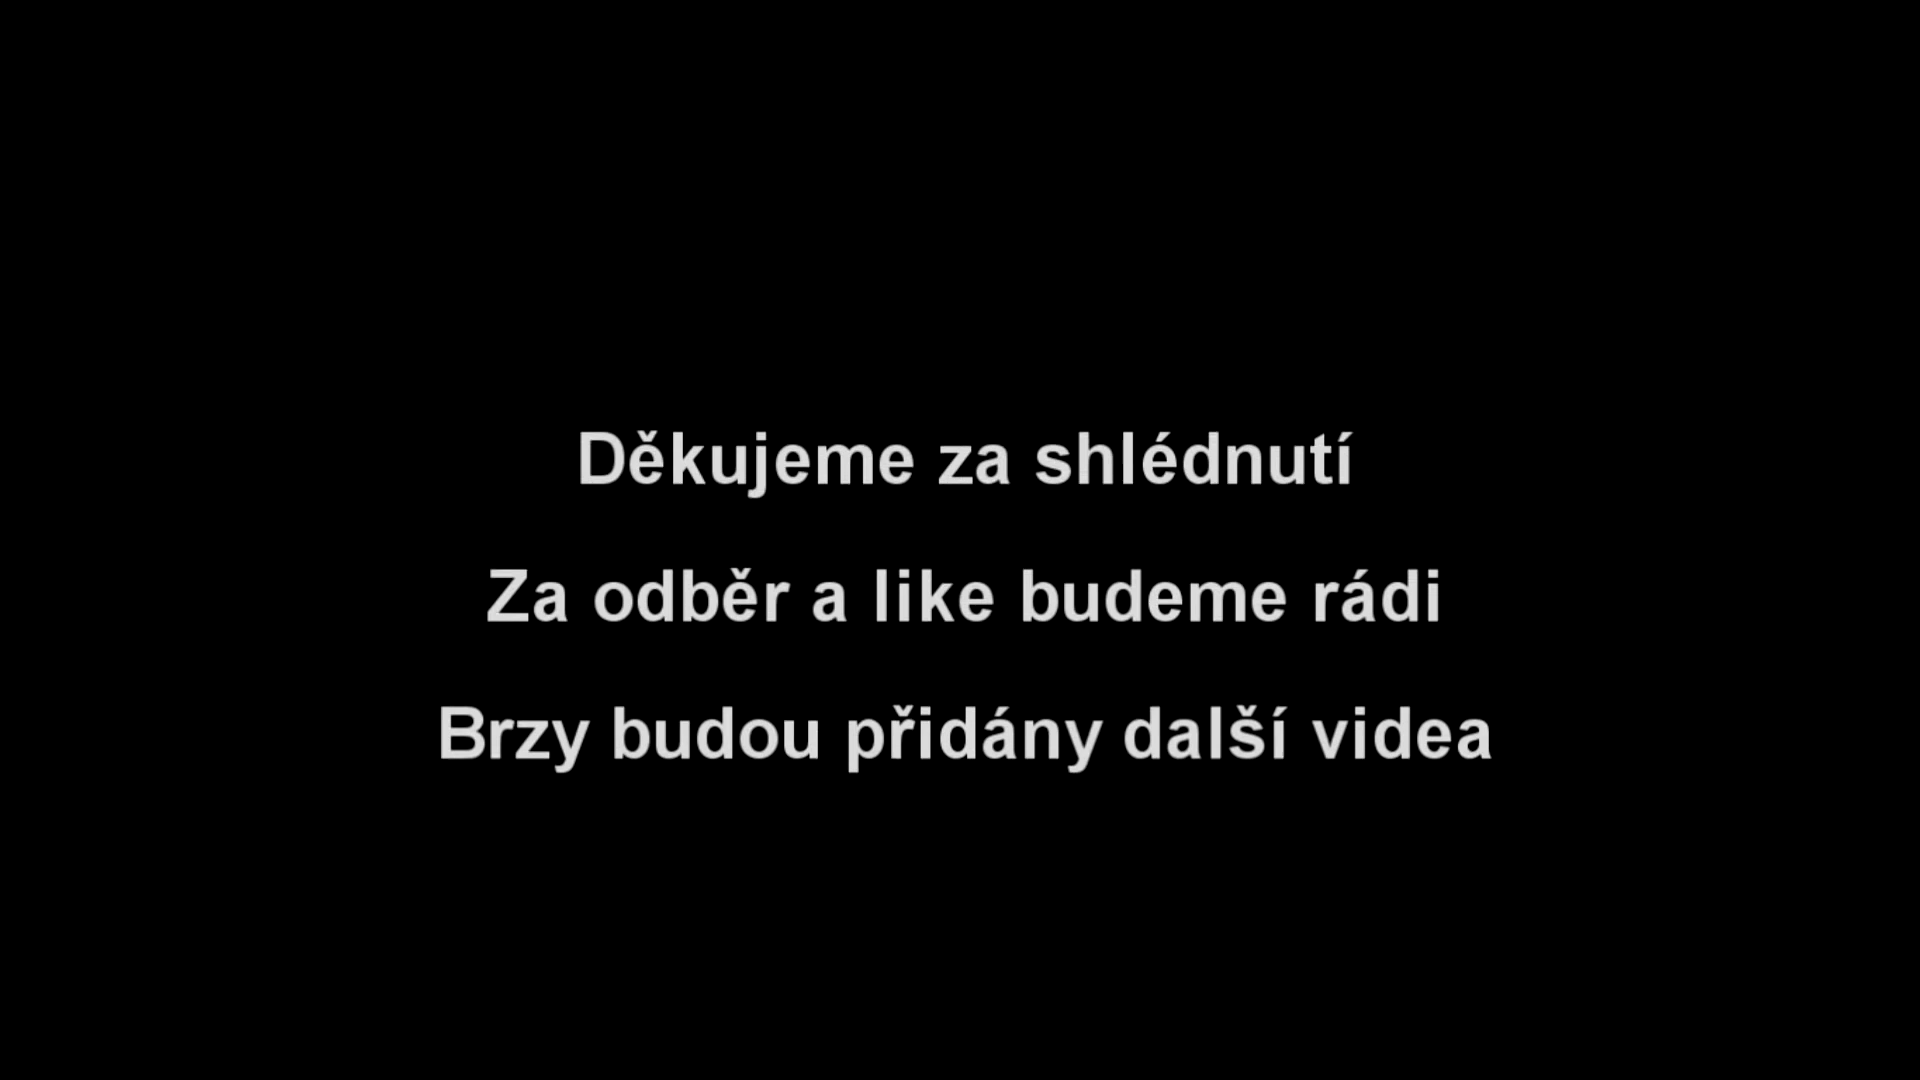 Děkujeme za shlédnutí
Za odběr a like budeme rádi
Brzy budou přidány další videa